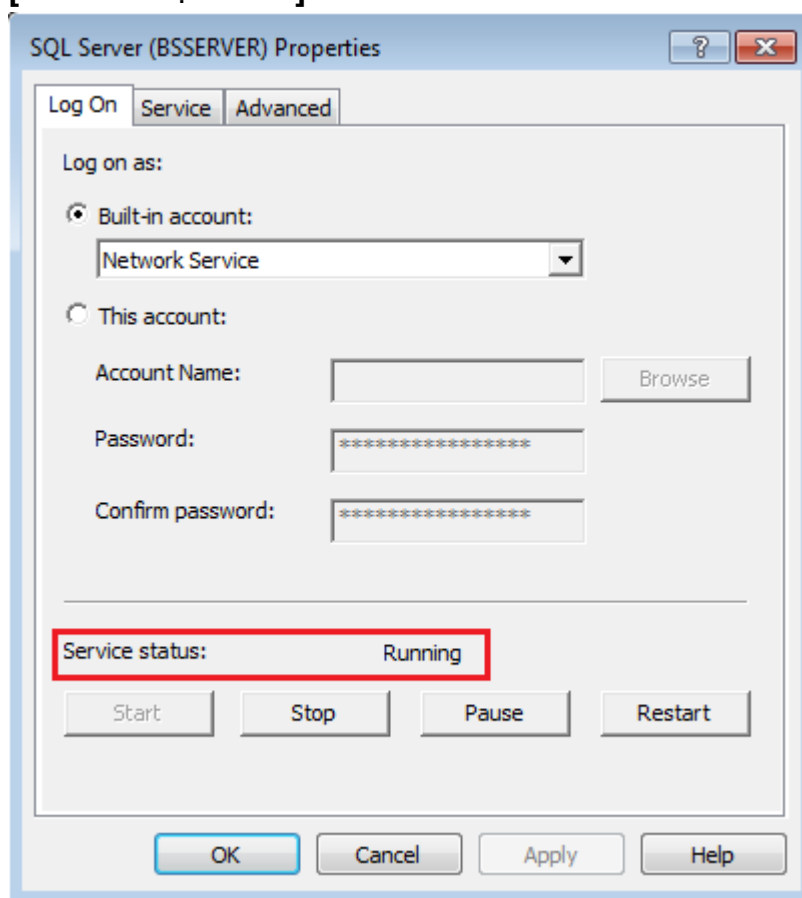 SQL Server (BSSERVER) Properties
Log On Service Advanced
Log on as:
Built-in account:
Network Service
This account:
Account Name:
Browse
Password:
****************
Confirm password:
****************
Service status: Running
Start Stop Pause Restart
OK Cancel Apply Help